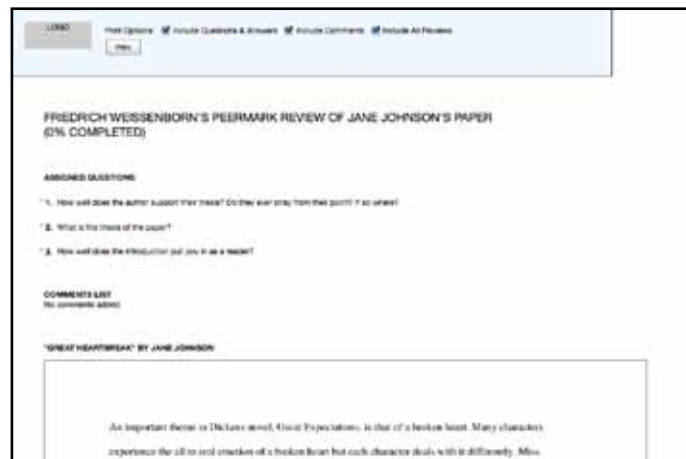 LOGO
Print Options: Include Questions & Answers Include Comments Include All Reviews
Print
FRIEDRICH WEISSENBORN'S PEERMARK REVIEW OF JANE JOHNSON'S PAPER
(0% COMPLETED)
ASSIGNED QUESTIONS
* 1. How well does the author support their thesis? Do they ever stray from their point? If so where?
* 2. What is the thesis of the paper?
* 3. How well does the introduction pull you in as a reader?
COMMENTS LIST
No comments added
"GREAT HEARTBREAK" BY JANE JOHNSON
An important theme in Dickens novel, Great Expectations, is that of a broken heart. Many characters
experience the all to real emotion of a broken heart but each character deals with it differently. Miss